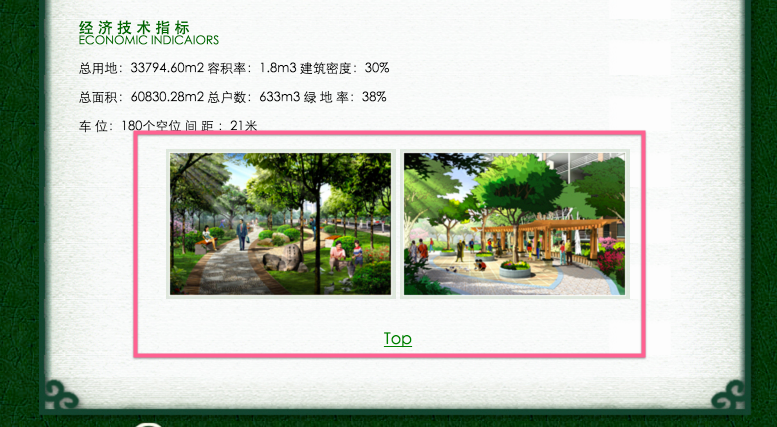 经济技术指标
ECONOMIC INDICAIORS
总用地：33794.60m2 容积率：1.8m3 建筑密度：30%
总面积：60830.28m2 总户数：633m3 绿 地 率：38%
车 位：180个空位 间 距 ：21米
Top